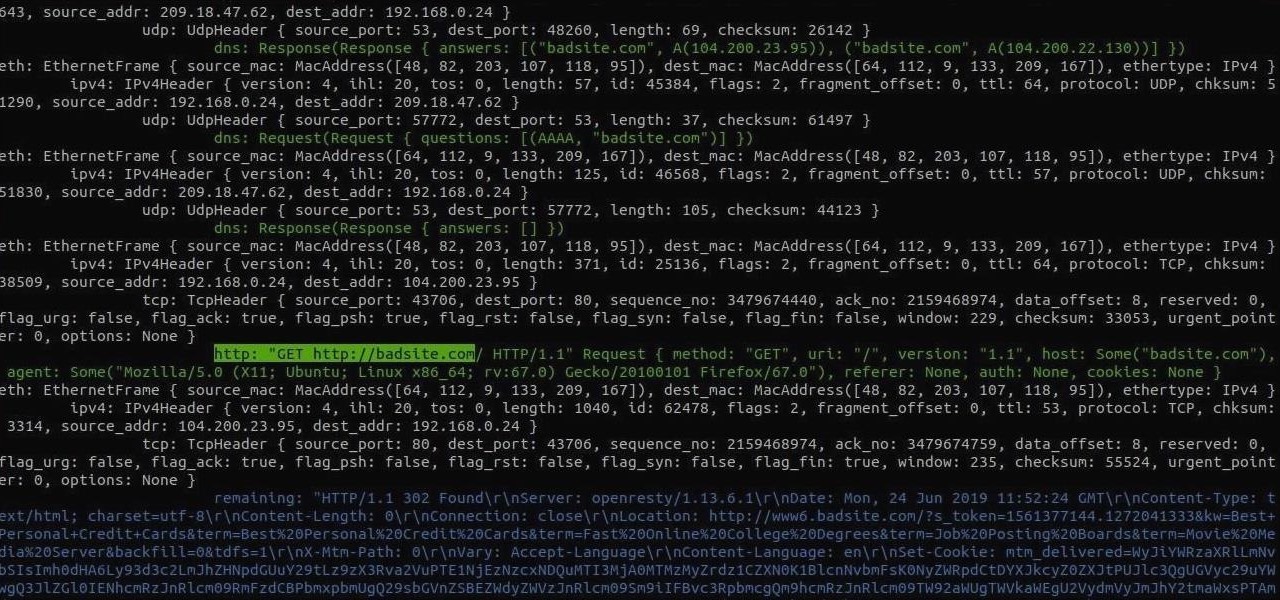 643, source_addr: 209.18.47.62, dest_addr: 192.168.0.24 }
udp: UdpHeader { source_port: 53, dest_port: 48260, length: 69, checksum: 26142 }
dns: Response(Response { answers: [("badsite.com", A(104.200.23.95)), ("badsite.com", A(104.200.22.130))] })
eth: EthernetFrame { source_mac: MacAddress([48, 82, 203, 107, 118, 95]), dest_mac: MacAddress([64, 112, 9, 133, 209, 167]), ethertype: IPv4 }
ipv4: IPv4Header { version: 4, ihl: 20, tos: 0, length: 57, id: 45384, flags: 2, fragment_offset: 0, ttl: 64, protocol: UDP, chksum: 5
1290, source_addr: 192.168.0.24, dest_addr: 209.18.47.62 }
udp: UdpHeader { source_port: 57772, dest_port: 53, length: 37, checksum: 61497 }
dns: Request(Request { questions: [(AAAA, "badsite.com")] })
eth: EthernetFrame { source_mac: MacAddress([64, 112, 9, 133, 209, 167]), dest_mac: MacAddress([48, 82, 203, 107, 118, 95]), ethertype: IPv4 }
ipv4: IPv4Header { version: 4, ihl: 20, tos: 0, length: 125, id: 46568, flags: 2, fragment_offset: 0, ttl: 57, protocol: UDP, chksum:
51830, source_addr: 209.18.47.62, dest_addr: 192.168.0.24 }
udp: UdpHeader { source_port: 53, dest_port: 57772, length: 105, checksum: 44123 }
dns: Response(Response { answers: [] })
eth: EthernetFrame { source_mac: MacAddress([48, 82, 203, 107, 118, 95]), dest_mac: MacAddress([64, 112, 9, 133, 209, 167]), ethertype: IPv4 }
ipv4: IPv4Header { version: 4, ihl: 20, tos: 0, length: 371, id: 25136, flags: 2, fragment_offset: 0, ttl: 64, protocol: TCP, chksum:
38509, source_addr: 192.168.0.24, dest_addr: 104.200.23.95 }
tcp: TcpHeader { source_port: 43706, dest_port: 80, sequence_no: 3479674440, ack_no: 2159468974, data_offset: 8, reserved: 0,
flag_urg: false, flag_ack: true, flag_psh: true, flag_rst: false, flag_syn: false, flag_fin: false, window: 229, checksum: 33053, urgent_point
er: 0, options: None }
http: "GET http://badsite.com/ HTTP/1.1" Request { method: "GET", uri: "/", version: "1.1", host: Some("badsite.com"),
agent: Some("Mozilla/5.0 (X11; Ubuntu; Linux x86_64; rv:67.0) Gecko/20100101 Firefox/67.0"), referer: None, auth: None, cookies: None }
eth: EthernetFrame { source_mac: MacAddress([64, 112, 9, 133, 209, 167]), dest_mac: MacAddress([48, 82, 203, 107, 118, 95]), ethertype: IPv4 }
ipv4: IPv4Header { version: 4, ihl: 20, tos: 0, length: 1040, id: 62478, flags: 2, fragment_offset: 0, ttl: 53, protocol: TCP, chksum:
3314, source_addr: 104.200.23.95, dest_addr: 192.168.0.24 }
tcp: TcpHeader { source_port: 80, dest_port: 43706, sequence_no: 2159468974, ack_no: 3479674759, data_offset: 8, reserved: 0,
flag_urg: false, flag_ack: true, flag_psh: false, flag_rst: false, flag_syn: false, flag_fin: true, window: 235, checksum: 55524, urgent_point
er: 0, options: None }
remaining: "HTTP/1.1 302 Found\r\nServer: openresty/1.13.6.1\r\nDate: Mon, 24 Jun 2019 11:52:24 GMT\r\nContent-Type: t
ext/html; charset=utf-8\r\nContent-Length: 0\r\nConnection: close\r\nLocation: http://www6.badsite.com/?s_token=1561377144.1272041333&kw=Best+
Personal+Credit+Cards&term=Best%20Personal%20Credit%20Cards&term=Fast%20Online%20College%20Degrees&term=Job%20Posting%20Boards&term=Movie%20Me
dia%20Server&backfill=0&tdfs=1\r\nX-Mtm-Path: 0\r\nVary: Accept-Language\r\nContent-Language: en\r\nSet-Cookie: mtm_delivered=WyJiYWRzaXRlLmNv